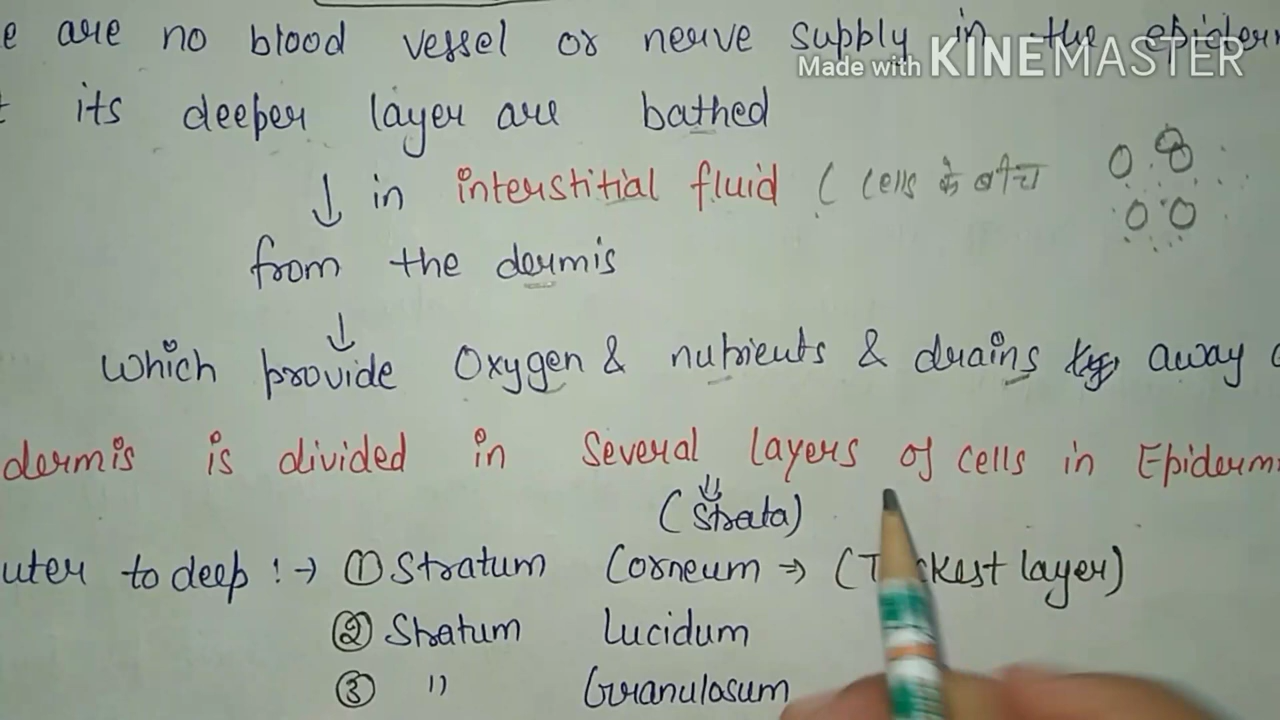 e are no blood vessel or nerve supply in the epiderm
Made with KINEMASTER
t its deeper layer are bathed
↓ in interstitial fluid ( cells के बीच
from the dermis
↓
which provide Oxygen & nutrients & drains away
dermis is divided in Several layers of cells in Epiderm
(Strata)
uter to deep :→ ① Stratum Corneum → (T ckest layer)
② Stratum Lucidum
③ " Granulosum